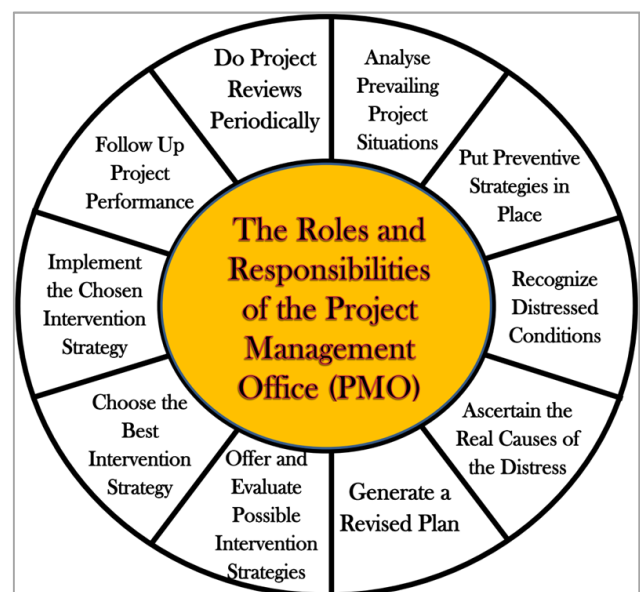 The Roles and
Responsibilities
of the Project
Management
Office (PMO)
Analyse
Prevailing
Project
Situations
Put Preventive
Strategies in
Place
Recognize
Distressed
Conditions
Ascertain the
Real Causes of
the Distress
Generate a
Revised Plan
Offer and
Evaluate
Possible
Intervention
Strategies
Choose the
Best
Intervention
Strategy
Implement
the Chosen
Intervention
Strategy
Follow Up
Project
Performance
Do Project
Reviews
Periodically